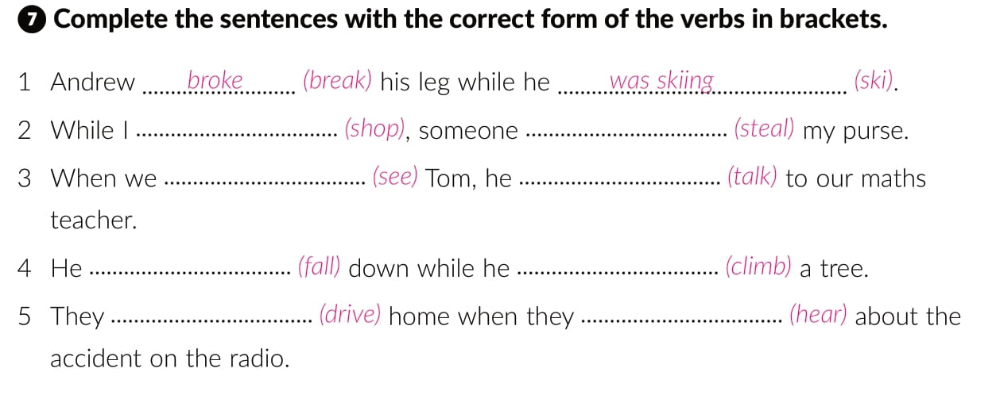 7 Complete the sentences with the correct form of the verbs in brackets.
1 Andrew ......broke......... (break) his leg while he .........was skiing........................ (ski).
2 While I ................................... (shop), someone ................................... (steal) my purse.
3 When we ................................... (see) Tom, he ................................... (talk) to our maths
teacher.
4 He ................................... (fall) down while he ................................... (climb) a tree.
5 They ................................... (drive) home when they ................................... (hear) about the
accident on the radio.